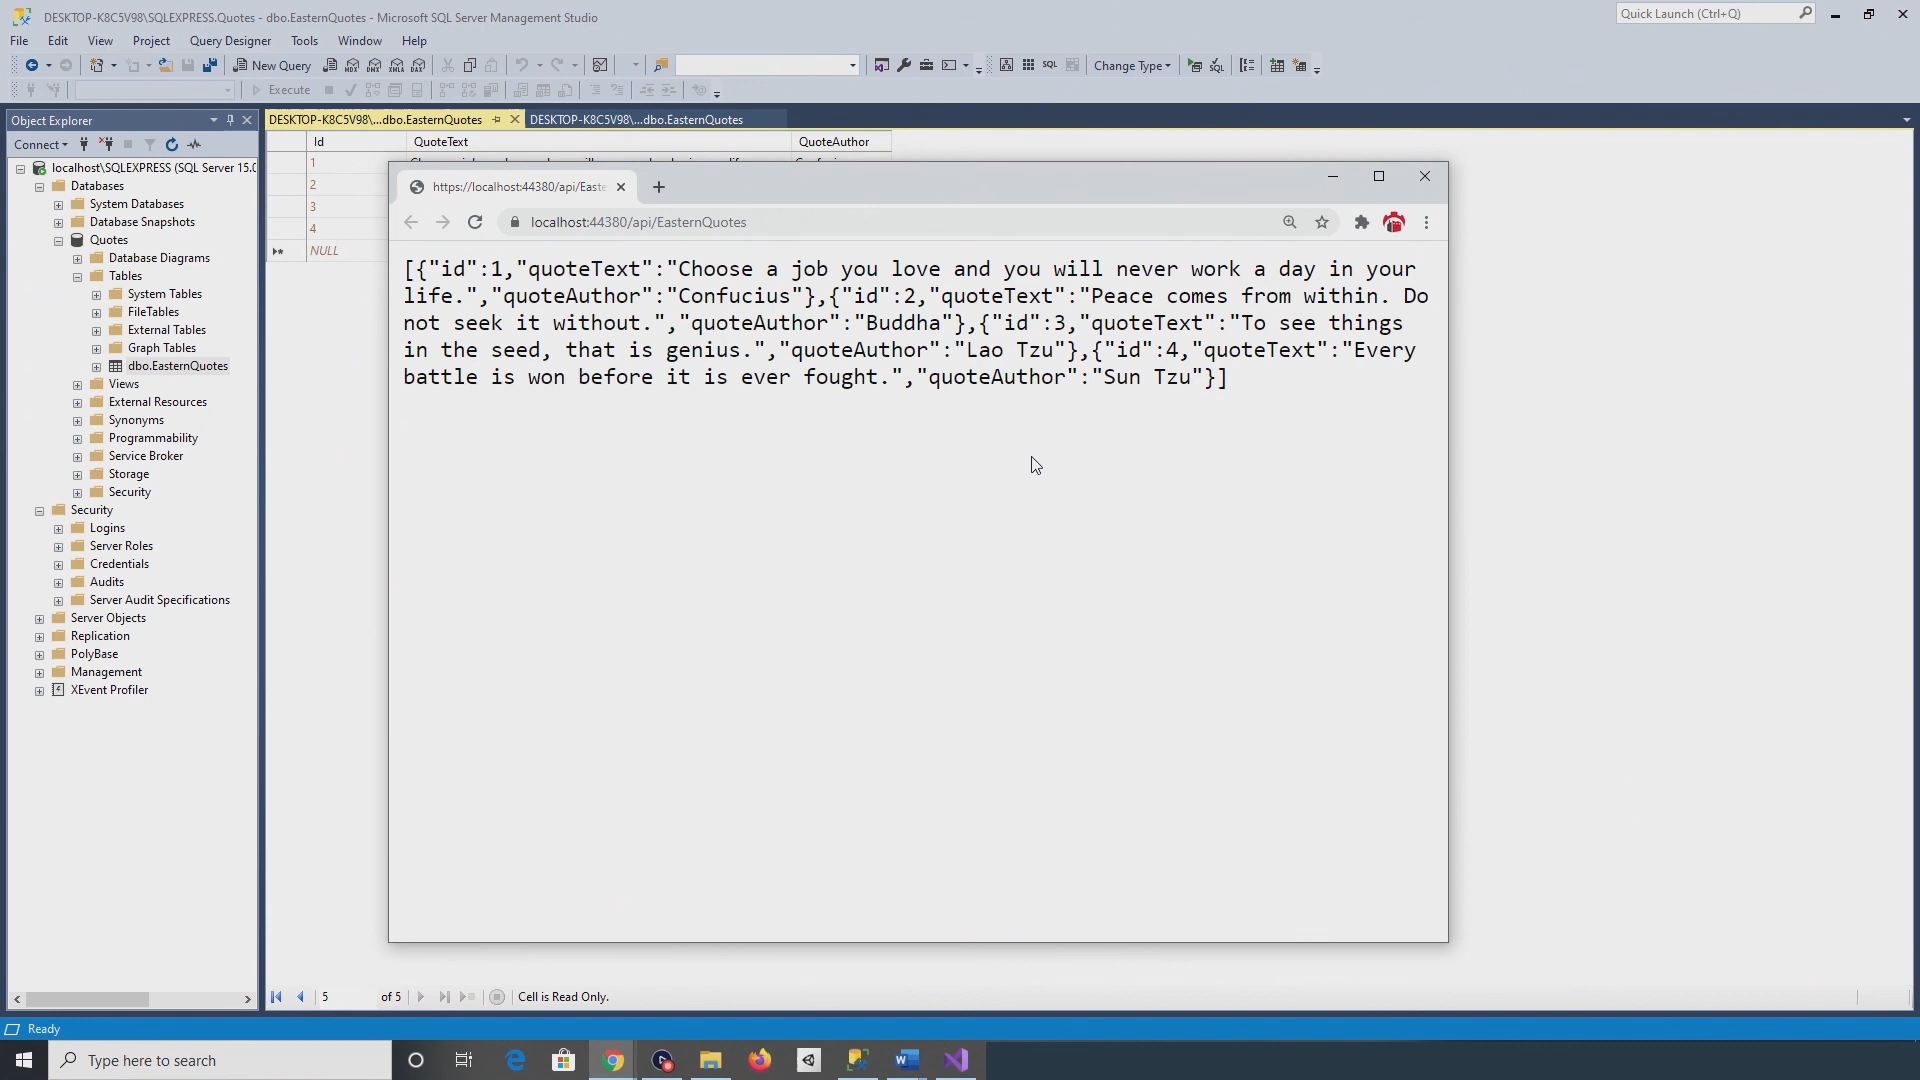 DESKTOP-K8C5V98\SQLEXPRESS.Quotes - dbo.EasternQuotes - Microsoft SQL Server Management Studio
Quick Launch (Ctrl+Q)
File Edit View Project Query Designer Tools Window Help
New Query
MDX DMX XMLA DAX
SQL
Change Type
Execute
Object Explorer
DESKTOP-K8C5V98\...dbo.EasternQuotes
DESKTOP-K8C5V98\...dbo.EasternQuotes
Connect
Id QuoteText QuoteAuthor
1
2
3
4
NULL
localhost\SQLEXPRESS (SQL Server 15.0
Databases
System Databases
Database Snapshots
Quotes
Database Diagrams
Tables
System Tables
FileTables
External Tables
Graph Tables
dbo.EasternQuotes
Views
External Resources
Synonyms
Programmability
Service Broker
Storage
Security
Security
Logins
Server Roles
Credentials
Audits
Server Audit Specifications
Server Objects
Replication
PolyBase
Management
XEvent Profiler
https://localhost:44380/api/Easte
localhost:44380/api/EasternQuotes
[{"id":1,"quoteText":"Choose a job you love and you will never work a day in your
life.","quoteAuthor":"Confucius"},{"id":2,"quoteText":"Peace comes from within. Do
not seek it without.","quoteAuthor":"Buddha"},{"id":3,"quoteText":"To see things
in the seed, that is genius.","quoteAuthor":"Lao Tzu"},{"id":4,"quoteText":"Every
battle is won before it is ever fought.","quoteAuthor":"Sun Tzu"}]
5 of 5 Cell is Read Only.
Ready
Type here to search